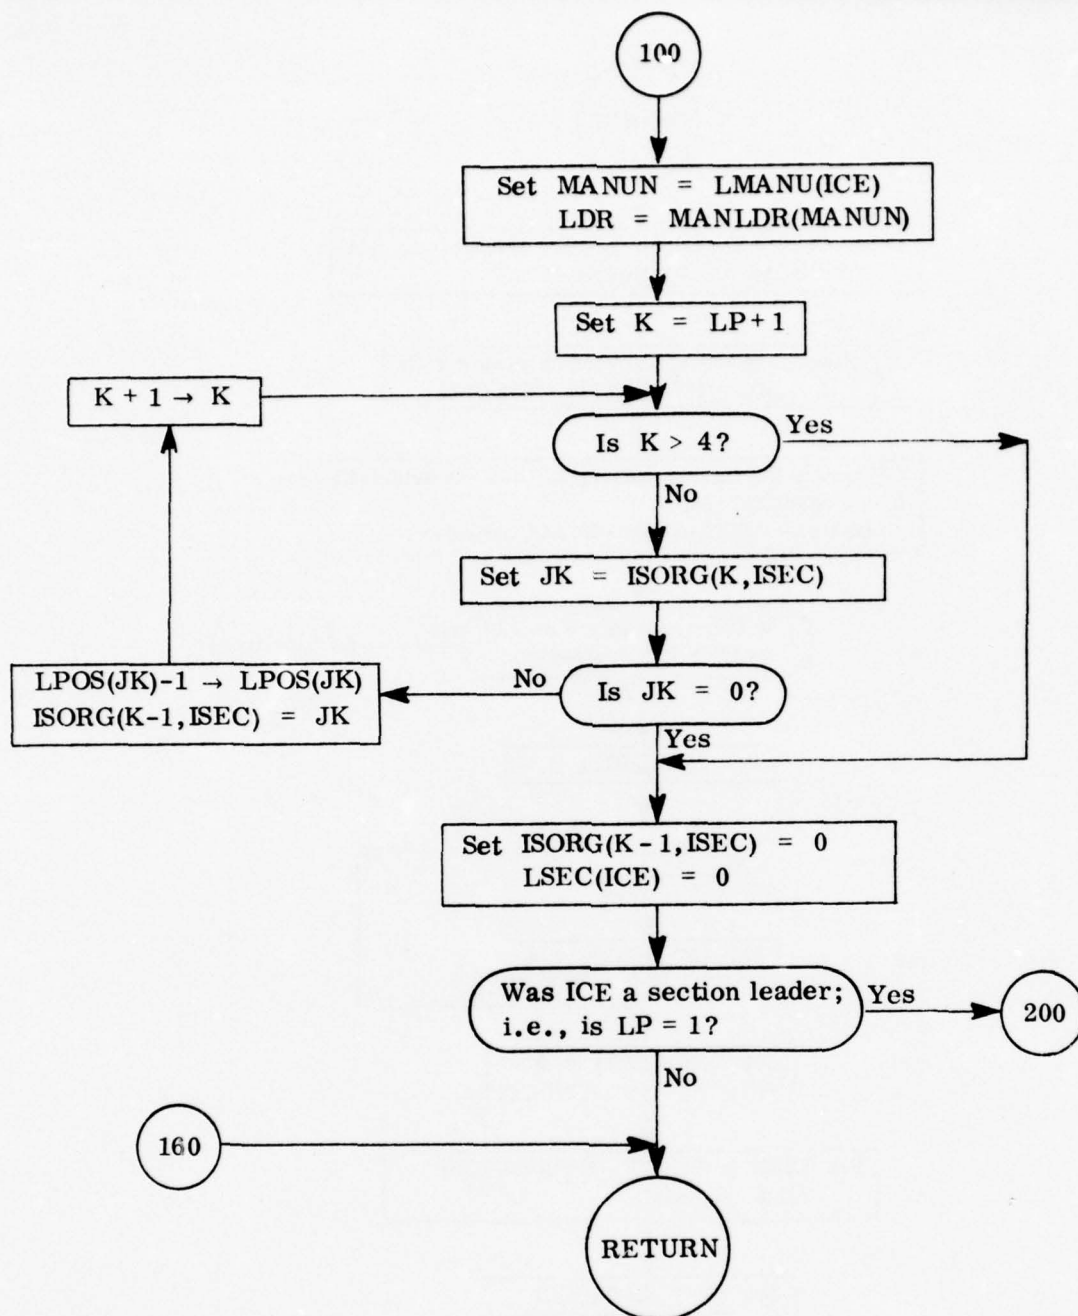 100
Set MANUN = LMANU(ICE)
LDR = MANLDR(MANUN)
Set K = LP+1
K + 1 → K
Is K > 4?
Yes
No
Set JK = ISORG(K,ISEC)
LPOS(JK)-1 → LPOS(JK)
ISORG(K-1,ISEC) = JK
No
Is JK = 0?
Yes
Set ISORG(K-1,ISEC) = 0
LSEC(ICE) = 0
Was ICE a section leader;
i.e., is LP = 1?
Yes
200
No
160
RETURN